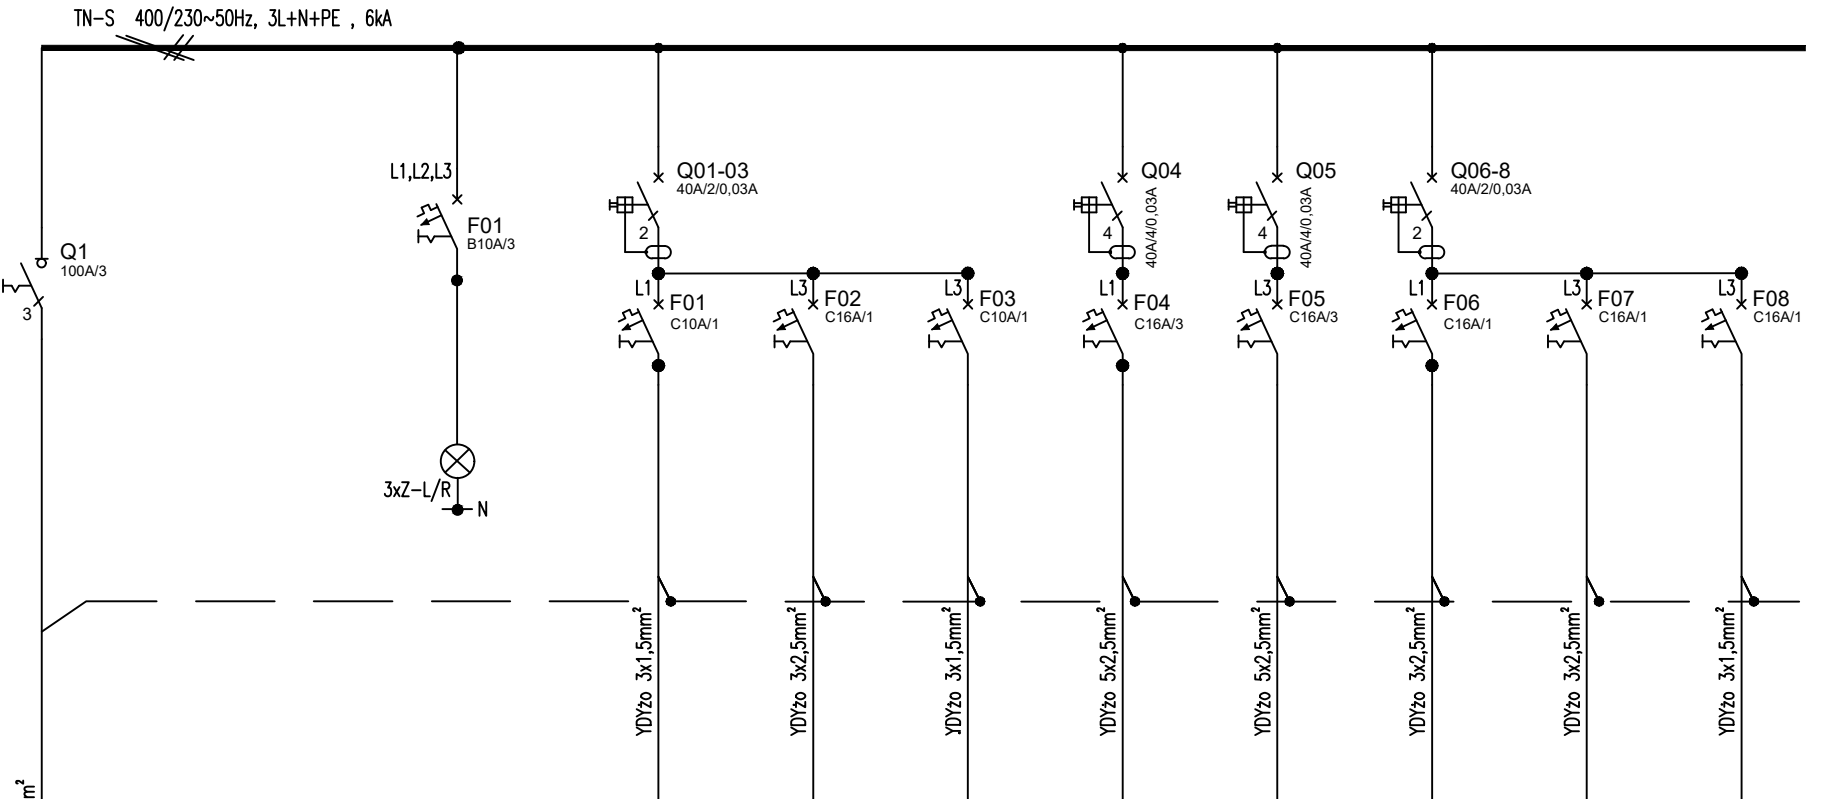 TN-S 400/230~50Hz, 3L+N+PE , 6kA
Q1
100A/3
3
L1,L2,L3
F01
B10A/3
3xZ-L/R
N
Q01-03
40A/2/0,03A
2
L1
F01
C10A/1
L3
F02
C16A/1
L3
F03
C10A/1
Q04
40A/4/0,03A
4
L1
F04
C16A/3
Q05
40A/4/0,03A
4
L3
F05
C16A/3
Q06-8
40A/2/0,03A
2
L1
F06
C16A/1
L3
F07
C16A/1
L3
F08
C16A/1
YDYżo 3x1,5mm²
YDYżo 3x2,5mm²
YDYżo 3x1,5mm²
YDYżo 5x2,5mm²
YDYżo 5x2,5mm²
YDYżo 3x2,5mm²
YDYżo 3x2,5mm²
YDYżo 3x1,5mm²
m²